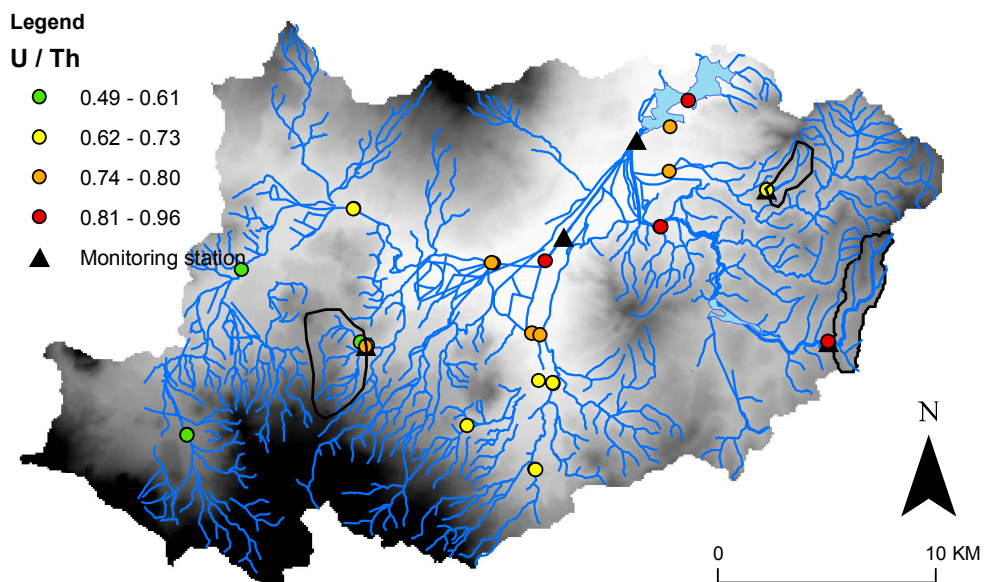 Legend
U / Th
0.49 - 0.61
0.62 - 0.73
0.74 - 0.80
0.81 - 0.96
Monitoring station
N
0 10 KM